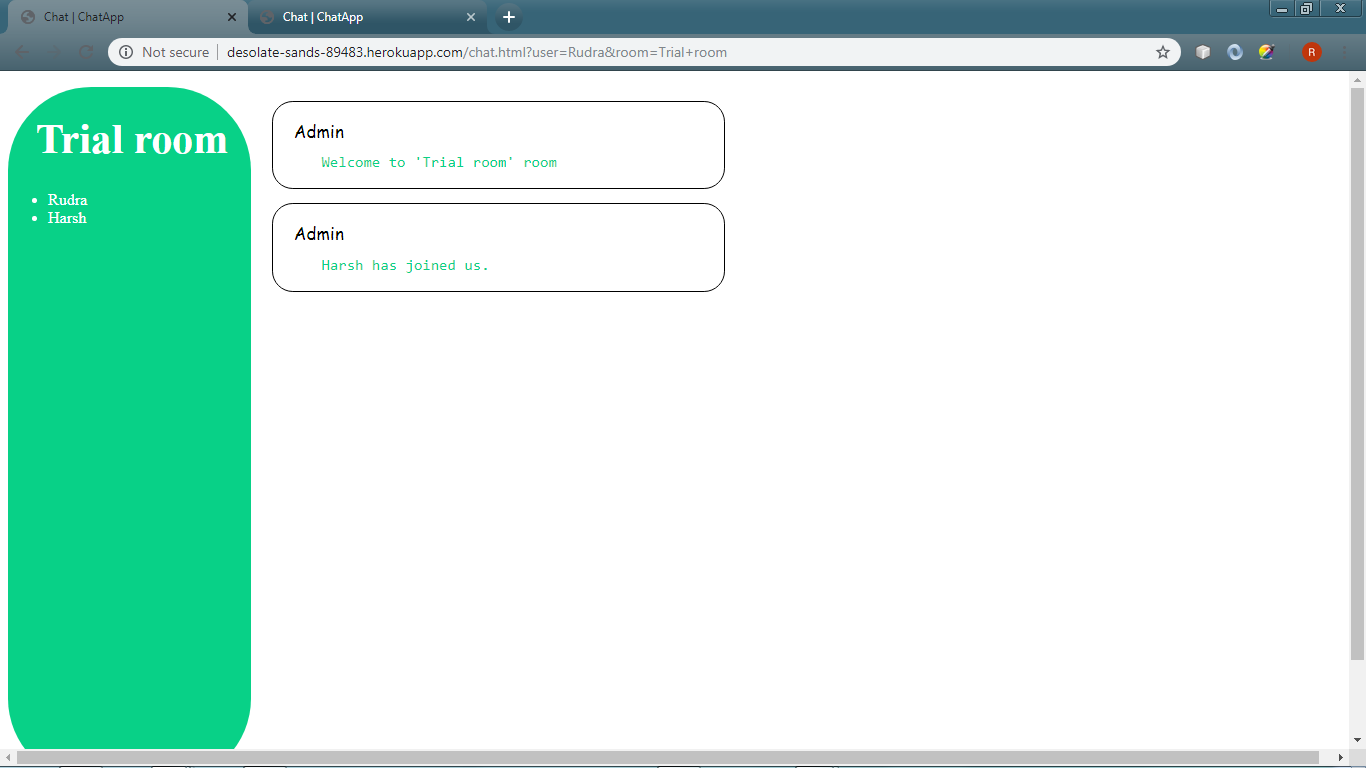 Chat | ChatApp
Chat | ChatApp
Not secure
desolate-sands-89483.herokuapp.com/chat.html?user=Rudra&room=Trial+room
R
Trial room
Rudra
Harsh
Admin
Welcome to 'Trial room' room
Admin
Harsh has joined us.